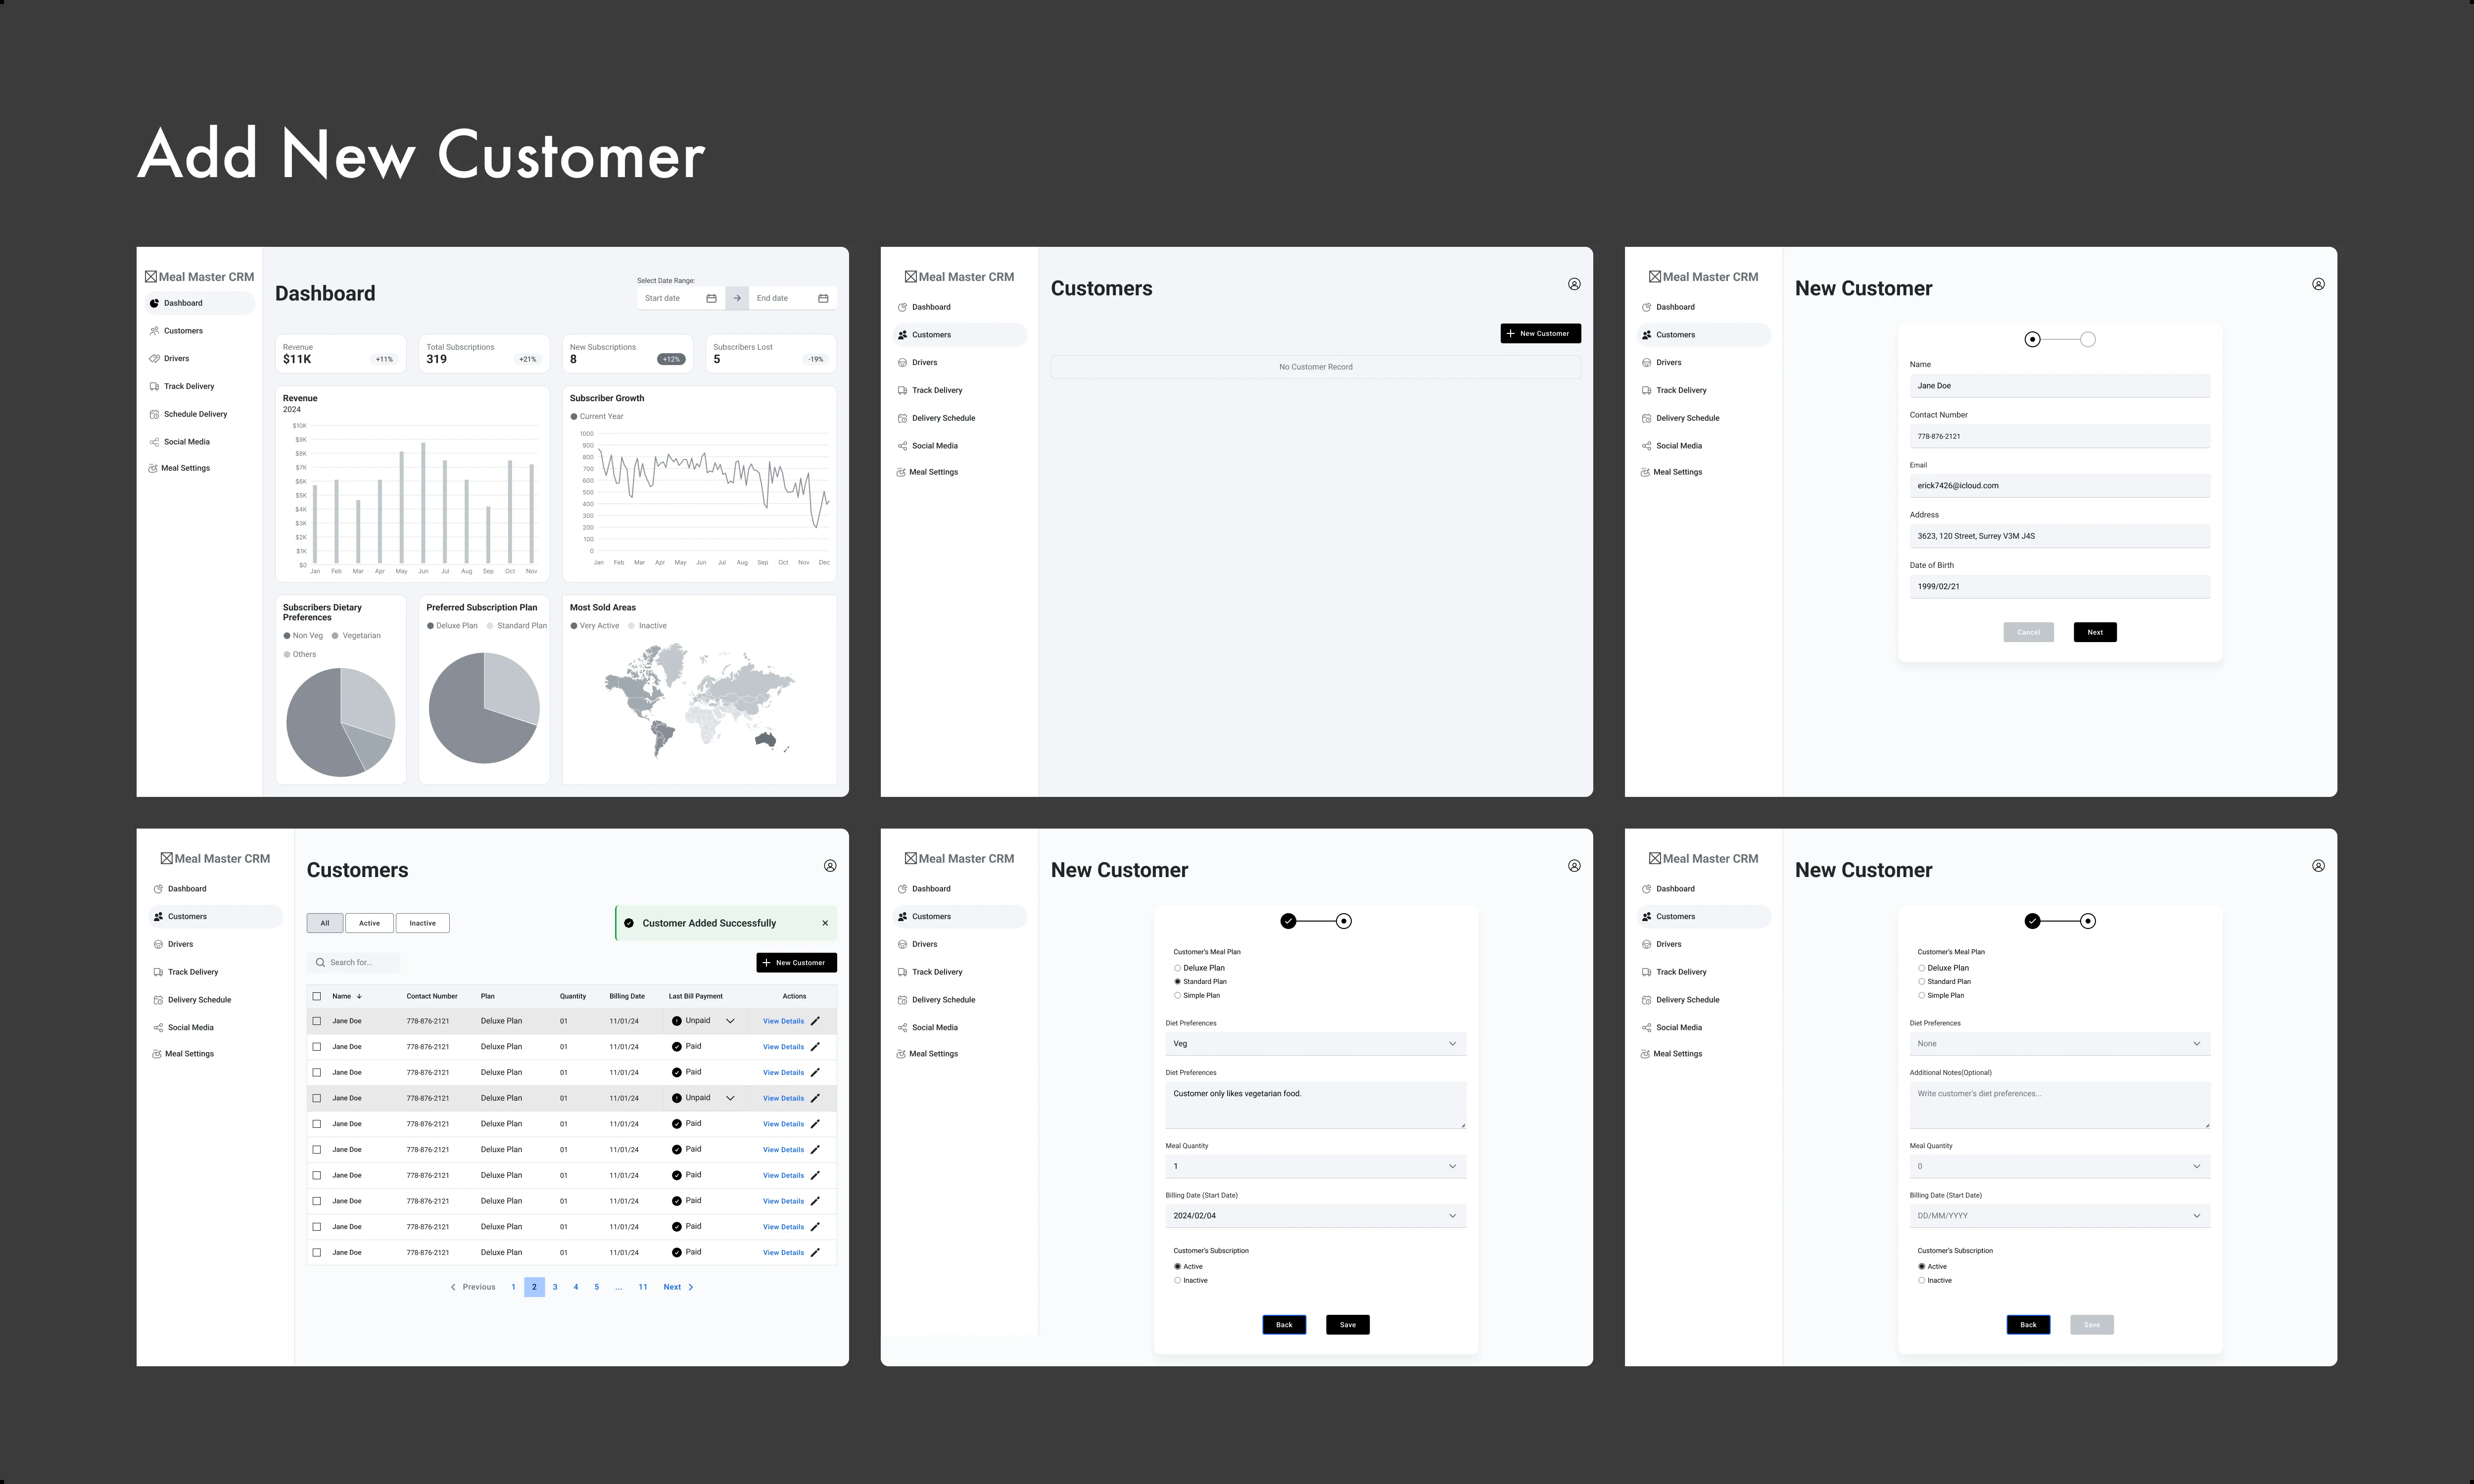 Add New Customer
Meal Master CRM
Dashboard
Customers
Drivers
Track Delivery
Schedule Delivery
Social Media
Meal Settings
Dashboard
Select Date Range:
Start date
End date
Revenue
$11K
+11%
Total Subscriptions
319
+21%
New Subscriptions
8
+12%
Subscribers Lost
5
-19%
Revenue
2024
$10K
$9K
$8K
$7K
$6K
$5K
$4K
$3K
$2K
$1K
$0
Jan Feb Mar Apr May Jun Jul Aug Sep Oct Nov
Subscriber Growth
Current Year
1000
900
800
700
600
500
400
300
200
100
0
Jan Feb Mar Apr May Jun Jul Aug Sep Oct Nov Dec
Subscribers Dietary
Preferences
Non Veg Vegetarian
Others
Preferred Subscription Plan
Deluxe Plan Standard Plan
Most Sold Areas
Very Active Inactive
Meal Master CRM
Dashboard
Customers
Drivers
Track Delivery
Delivery Schedule
Social Media
Meal Settings
Customers
New Customer
No Customer Record
Meal Master CRM
Dashboard
Customers
Drivers
Track Delivery
Delivery Schedule
Social Media
Meal Settings
New Customer
Name
Jane Doe
Contact Number
778-876-2121
Email
erick7426@icloud.com
Address
3623, 120 Street, Surrey V3M J4S
Date of Birth
1999/02/21
Cancel Next
Meal Master CRM
Dashboard
Customers
Drivers
Track Delivery
Delivery Schedule
Social Media
Meal Settings
Customers
All Active Inactive
Customer Added Successfully
Search for...
New Customer
Name Contact Number Plan Quantity Billing Date Last Bill Payment Actions
Jane Doe 778-876-2121 Deluxe Plan 01 11/01/24 Unpaid View Details
Jane Doe 778-876-2121 Deluxe Plan 01 11/01/24 Paid View Details
Jane Doe 778-876-2121 Deluxe Plan 01 11/01/24 Paid View Details
Jane Doe 778-876-2121 Deluxe Plan 01 11/01/24 Unpaid View Details
Jane Doe 778-876-2121 Deluxe Plan 01 11/01/24 Paid View Details
Jane Doe 778-876-2121 Deluxe Plan 01 11/01/24 Paid View Details
Jane Doe 778-876-2121 Deluxe Plan 01 11/01/24 Paid View Details
Jane Doe 778-876-2121 Deluxe Plan 01 11/01/24 Paid View Details
Jane Doe 778-876-2121 Deluxe Plan 01 11/01/24 Paid View Details
Jane Doe 778-876-2121 Deluxe Plan 01 11/01/24 Paid View Details
Previous 1 2 3 4 5 ... 11 Next
Meal Master CRM
Dashboard
Customers
Drivers
Track Delivery
Delivery Schedule
Social Media
Meal Settings
New Customer
Customer's Meal Plan
Deluxe Plan
Standard Plan
Simple Plan
Diet Preferences
Veg
Diet Preferences
Customer only likes vegetarian food.
Meal Quantity
1
Billing Date (Start Date)
2024/02/04
Customer's Subscription
Active
Inactive
Back Save
Meal Master CRM
Dashboard
Customers
Drivers
Track Delivery
Delivery Schedule
Social Media
Meal Settings
New Customer
Customer's Meal Plan
Deluxe Plan
Standard Plan
Simple Plan
Diet Preferences
None
Additional Notes(Optional)
Write customer's diet preferences...
Meal Quantity
0
Billing Date (Start Date)
DD/MM/YYYY
Customer's Subscription
Active
Inactive
Back Save